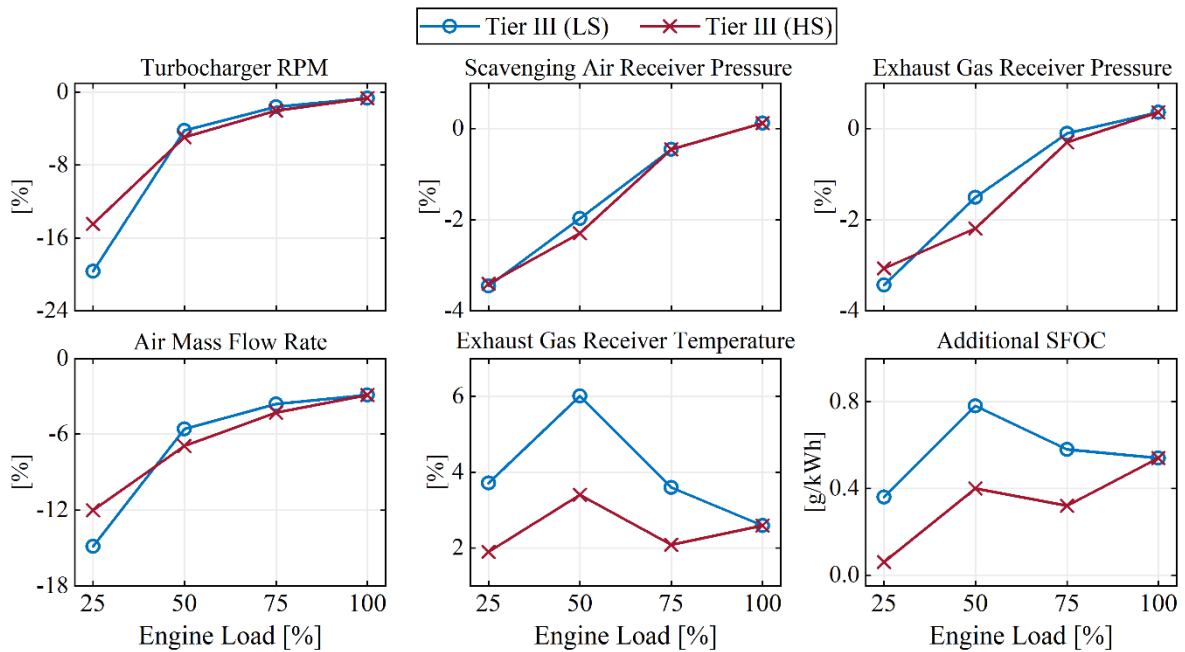 Tier III (LS) Tier III (HS)
Turbocharger RPM
0
-8
-16
-24
[%]
Scavenging Air Receiver Pressure
0
-2
-4
[%]
Exhaust Gas Receiver Pressure
0
-2
-4
[%]
Air Mass Flow Rate
0
-6
-12
-18
[%]
25 50 75 100
Engine Load [%]
Exhaust Gas Receiver Temperature
6
4
2
[%]
25 50 75 100
Engine Load [%]
Additional SFOC
0.8
0.4
0.0
[g/kWh]
25 50 75 100
Engine Load [%]